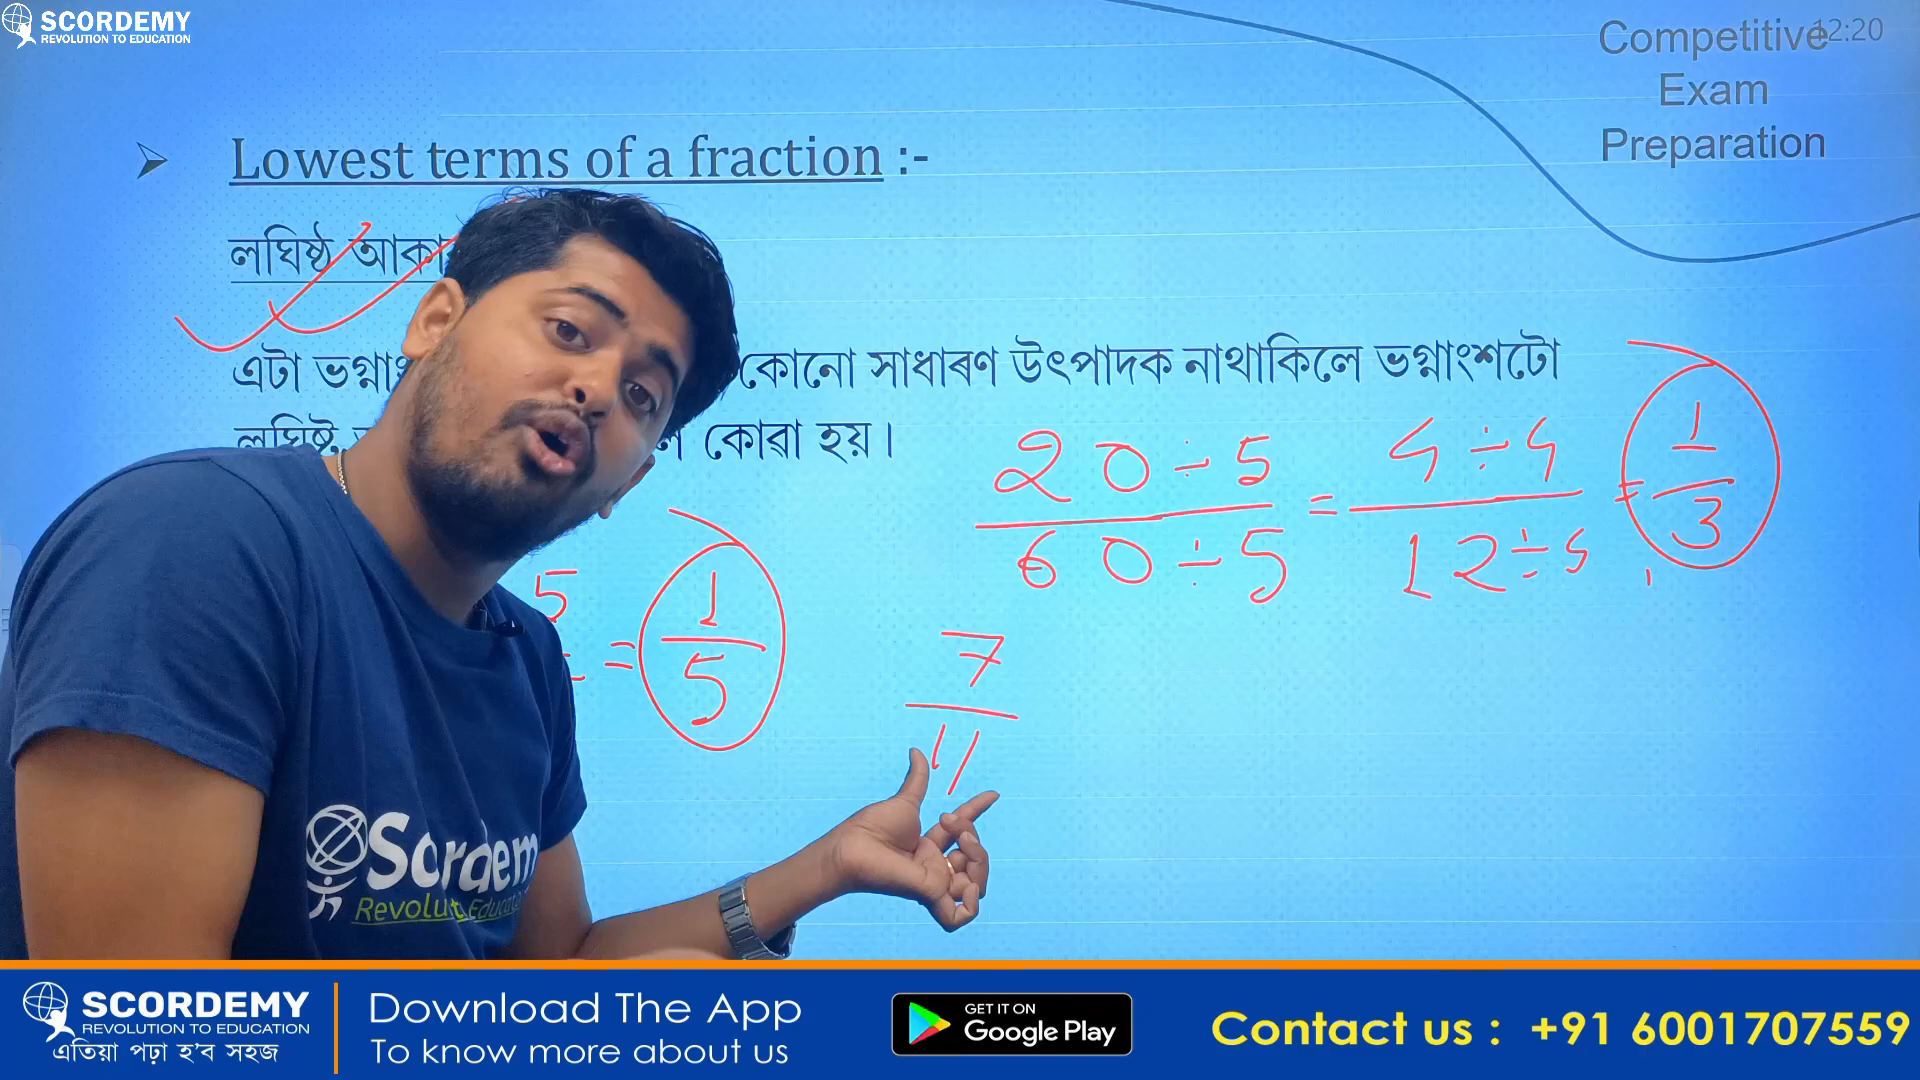 SCORDEMY
REVOLUTION TO EDUCATION
12:20
Competitive
Exam
Preparation
Lowest terms of a fraction :-
লঘিষ্ঠ
এটা কোনো সাধাৰণ উৎপাদক নাথাকিলে ভগ্নাংশটো
লঘিষ্ট কোৱা হয়।
20÷5 / 60÷5 = 4÷4 / 12÷4 = 1/3
5 = 1/5
7/11
Scordem
SCORDEMY
REVOLUTION TO EDUCATION
এতিয়া পঢ়া হ'ব সহজ
Download The App
To know more about us
GET IT ON
Google Play
Contact us : +91 6001707559